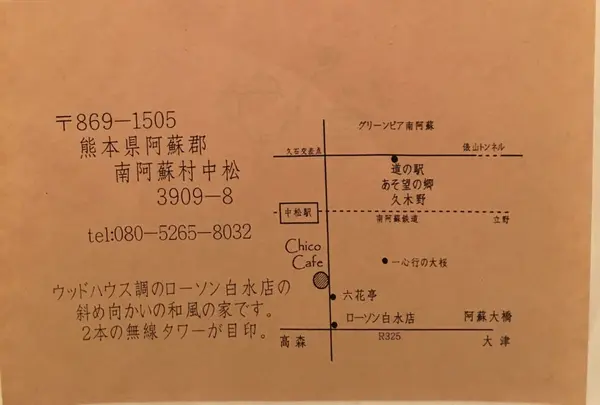 〒869-1505
熊本県阿蘇郡
南阿蘇村中松
3909-8
tel:080-5265-8032
ウッドハウス調のローソン白水店の
斜め向かいの和風の家です。
2本の無線タワーが目印。
グリーンピア南阿蘇
久石交差点
俵山トンネル
道の駅
あそ望の郷
久木野
中松駅
南阿蘇鉄道
立野
Chico
Cafe
一心行の大桜
六花亭
ローソン白水店
阿蘇大橋
高森
R325
大津